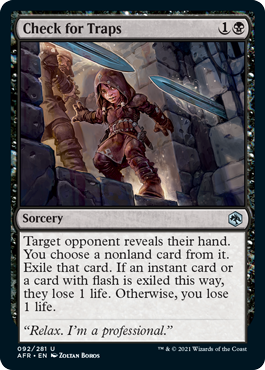 Check for Traps 1
Sorcery
Target opponent reveals their hand.
You choose a nonland card from it.
Exile that card. If an instant card or
a card with flash is exiled this way,
they lose 1 life. Otherwise, you lose
1 life.
“Relax. I’m a professional.”
092/281 U
AFR • EN ZOLTAN BOROS
™ & © 2021 Wizards of the Coast